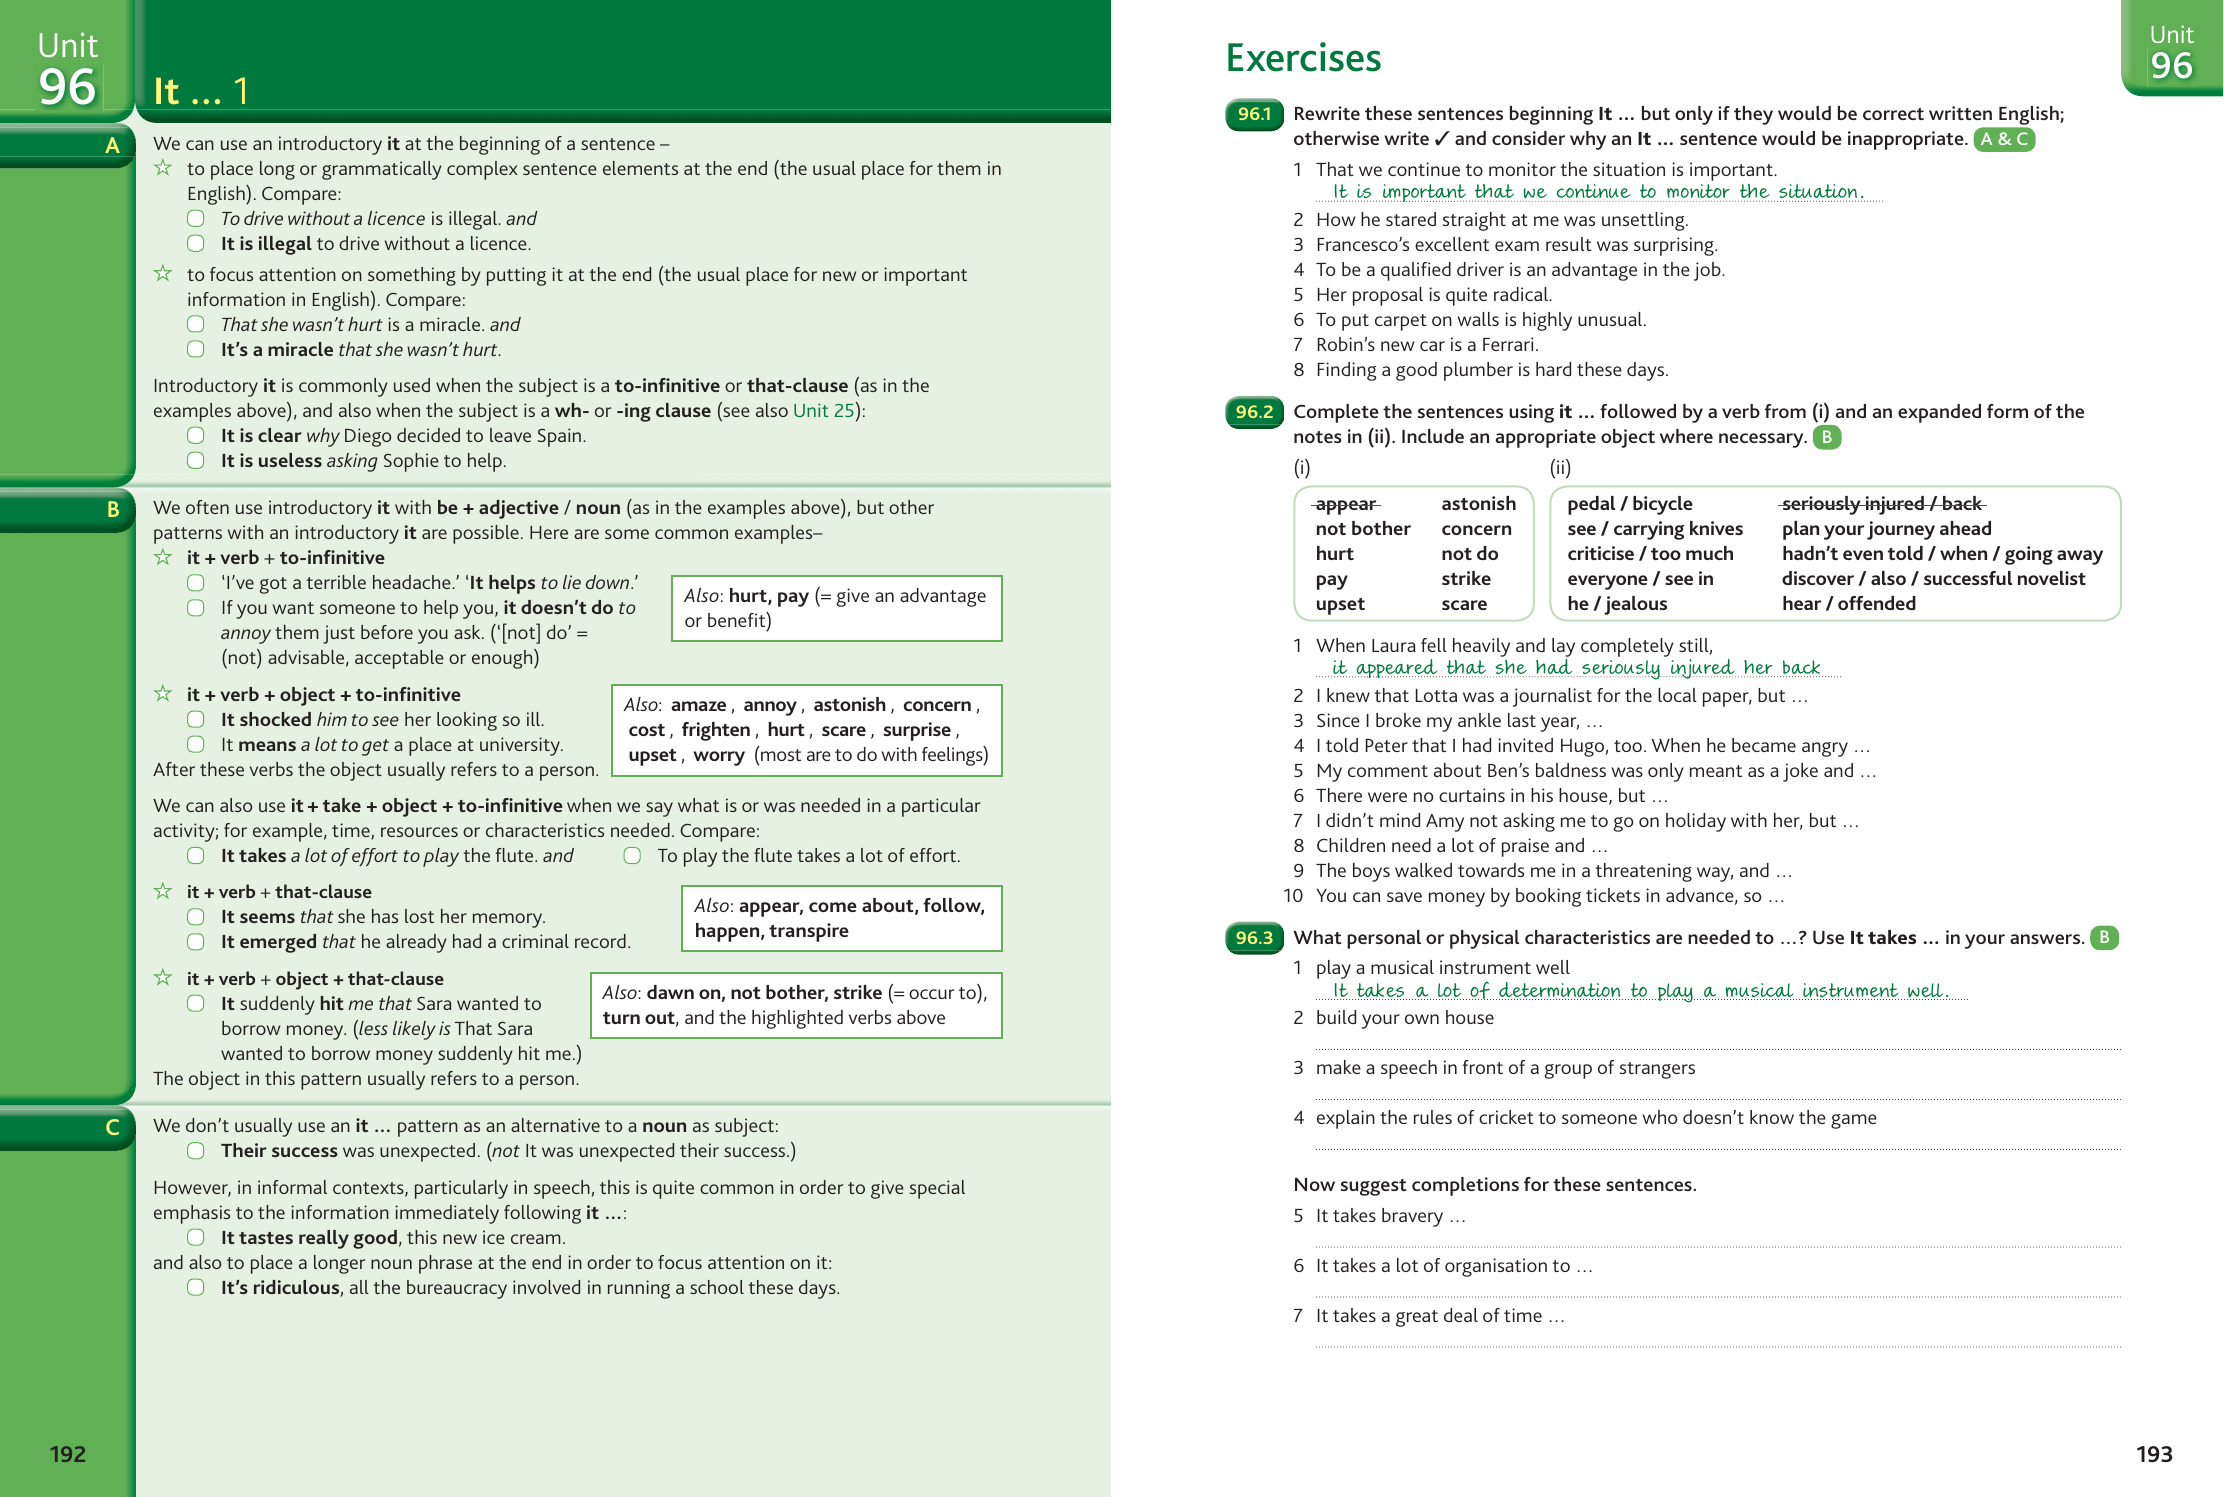 Unit
96
It … 1
A
We can use an introductory it at the beginning of a sentence –
☆ to place long or grammatically complex sentence elements at the end (the usual place for them in
English). Compare:
To drive without a licence is illegal. and
It is illegal to drive without a licence.
☆ to focus attention on something by putting it at the end (the usual place for new or important
information in English). Compare:
That she wasn't hurt is a miracle. and
It's a miracle that she wasn't hurt.
Introductory it is commonly used when the subject is a to-infinitive or that-clause (as in the
examples above), and also when the subject is a wh- or -ing clause (see also Unit 25):
It is clear why Diego decided to leave Spain.
It is useless asking Sophie to help.
B
We often use introductory it with be + adjective / noun (as in the examples above), but other
patterns with an introductory it are possible. Here are some common examples–
☆ it + verb + to-infinitive
'I've got a terrible headache.' 'It helps to lie down.'
If you want someone to help you, it doesn't do to
annoy them just before you ask. ('[not] do' =
(not) advisable, acceptable or enough)
Also: hurt, pay (= give an advantage
or benefit)
☆ it + verb + object + to-infinitive
It shocked him to see her looking so ill.
It means a lot to get a place at university.
After these verbs the object usually refers to a person.
Also: amaze , annoy , astonish , concern ,
cost , frighten , hurt , scare , surprise ,
upset , worry (most are to do with feelings)
We can also use it + take + object + to-infinitive when we say what is or was needed in a particular
activity; for example, time, resources or characteristics needed. Compare:
It takes a lot of effort to play the flute. and To play the flute takes a lot of effort.
☆ it + verb + that-clause
It seems that she has lost her memory.
It emerged that he already had a criminal record.
Also: appear, come about, follow,
happen, transpire
☆ it + verb + object + that-clause
It suddenly hit me that Sara wanted to
borrow money. (less likely is That Sara
wanted to borrow money suddenly hit me.)
The object in this pattern usually refers to a person.
Also: dawn on, not bother, strike (= occur to),
turn out, and the highlighted verbs above
C
We don't usually use an it … pattern as an alternative to a noun as subject:
Their success was unexpected. (not It was unexpected their success.)
However, in informal contexts, particularly in speech, this is quite common in order to give special
emphasis to the information immediately following it …:
It tastes really good, this new ice cream.
and also to place a longer noun phrase at the end in order to focus attention on it:
It's ridiculous, all the bureaucracy involved in running a school these days.
192
Exercises
Unit
96
96.1 Rewrite these sentences beginning It … but only if they would be correct written English;
otherwise write ✓ and consider why an It … sentence would be inappropriate. A & C
1 That we continue to monitor the situation is important.
It is important that we continue to monitor the situation.
2 How he stared straight at me was unsettling.
3 Francesco's excellent exam result was surprising.
4 To be a qualified driver is an advantage in the job.
5 Her proposal is quite radical.
6 To put carpet on walls is highly unusual.
7 Robin's new car is a Ferrari.
8 Finding a good plumber is hard these days.
96.2 Complete the sentences using it … followed by a verb from (i) and an expanded form of the
notes in (ii). Include an appropriate object where necessary. B
(i) (ii)
appear astonish pedal / bicycle seriously injured / back
not bother concern see / carrying knives plan your journey ahead
hurt not do criticise / too much hadn't even told / when / going away
pay strike everyone / see in discover / also / successful novelist
upset scare he / jealous hear / offended
1 When Laura fell heavily and lay completely still,
it appeared that she had seriously injured her back
2 I knew that Lotta was a journalist for the local paper, but …
3 Since I broke my ankle last year, …
4 I told Peter that I had invited Hugo, too. When he became angry …
5 My comment about Ben's baldness was only meant as a joke and …
6 There were no curtains in his house, but …
7 I didn't mind Amy not asking me to go on holiday with her, but …
8 Children need a lot of praise and …
9 The boys walked towards me in a threatening way, and …
10 You can save money by booking tickets in advance, so …
96.3 What personal or physical characteristics are needed to …? Use It takes … in your answers. B
1 play a musical instrument well
It takes a lot of determination to play a musical instrument well.
2 build your own house
3 make a speech in front of a group of strangers
4 explain the rules of cricket to someone who doesn't know the game
Now suggest completions for these sentences.
5 It takes bravery …
6 It takes a lot of organisation to …
7 It takes a great deal of time …
193